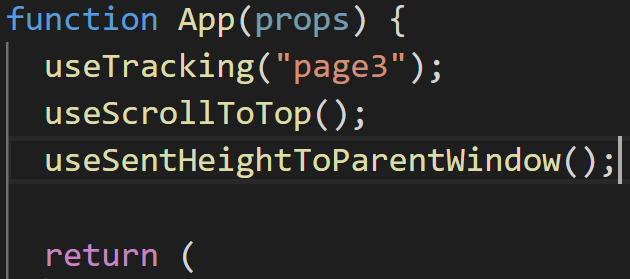 function App(props) {
useTracking("page3");
useScrollToTop();
useSentHeightToParentWindow();
return (